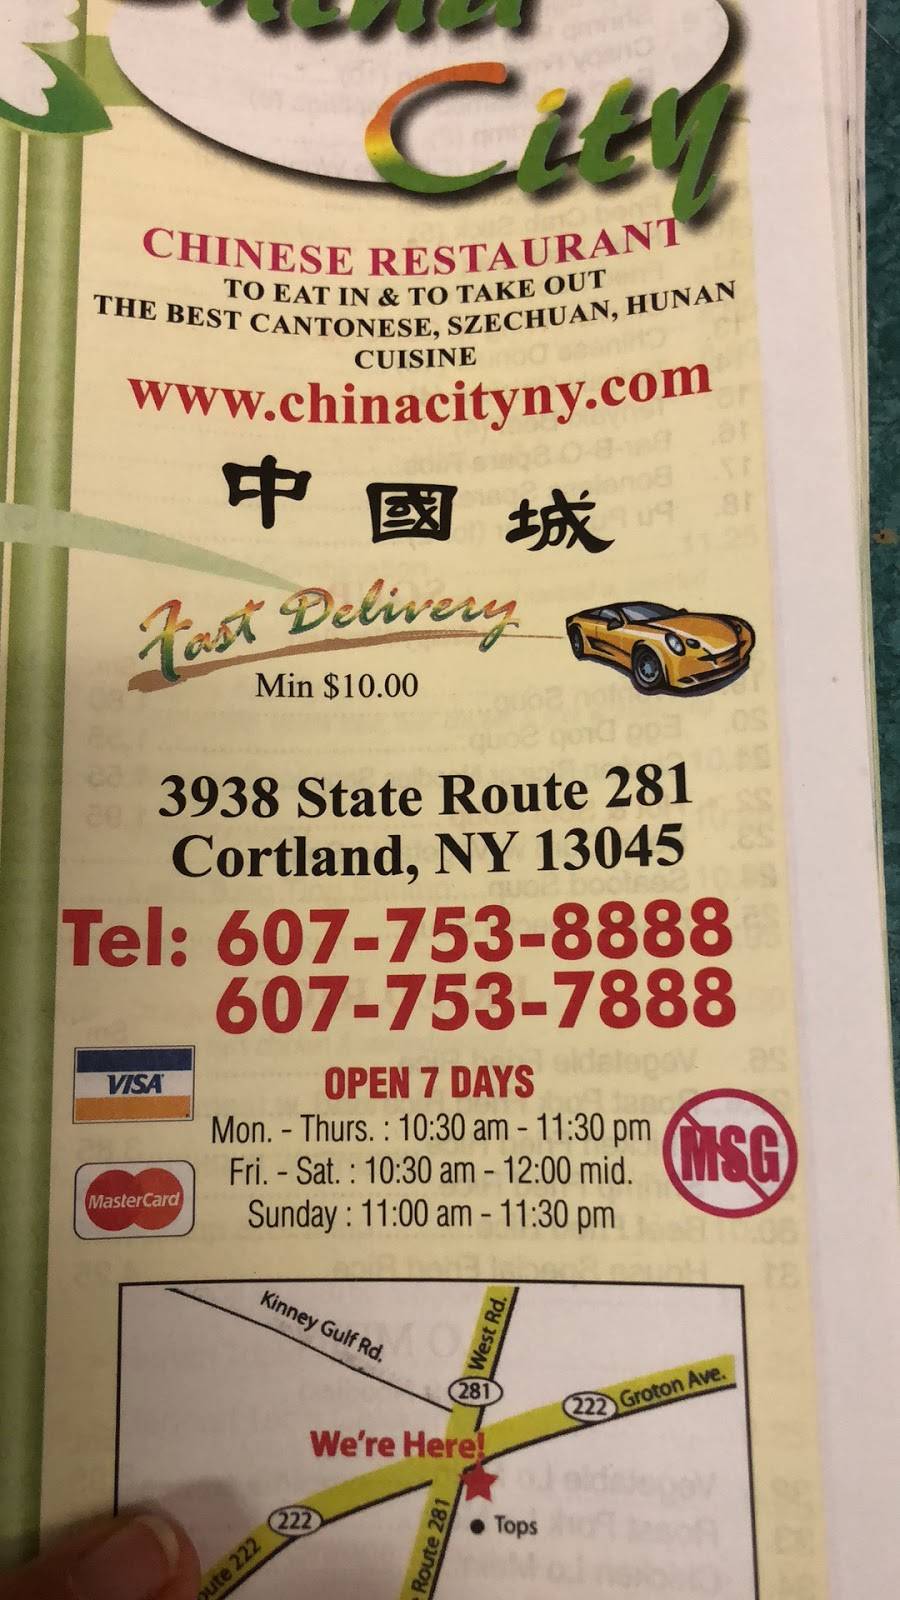 China
City
CHINESE RESTAURANT
TO EAT IN & TO TAKE OUT
THE BEST CANTONESE, SZECHUAN, HUNAN
CUISINE
www.chinacityny.com
中國城
Fast Delivery
Min $10.00
3938 State Route 281
Cortland, NY 13045
Tel: 607-753-8888
607-753-7888
VISA
MasterCard
OPEN 7 DAYS
Mon. - Thurs. : 10:30 am - 11:30 pm
Fri. - Sat. : 10:30 am - 12:00 mid.
Sunday : 11:00 am - 11:30 pm
MSG
Kinney Gulf Rd.
West Rd.
281
222 Groton Ave.
We're Here!
222
Tops
Route 281
oute 222